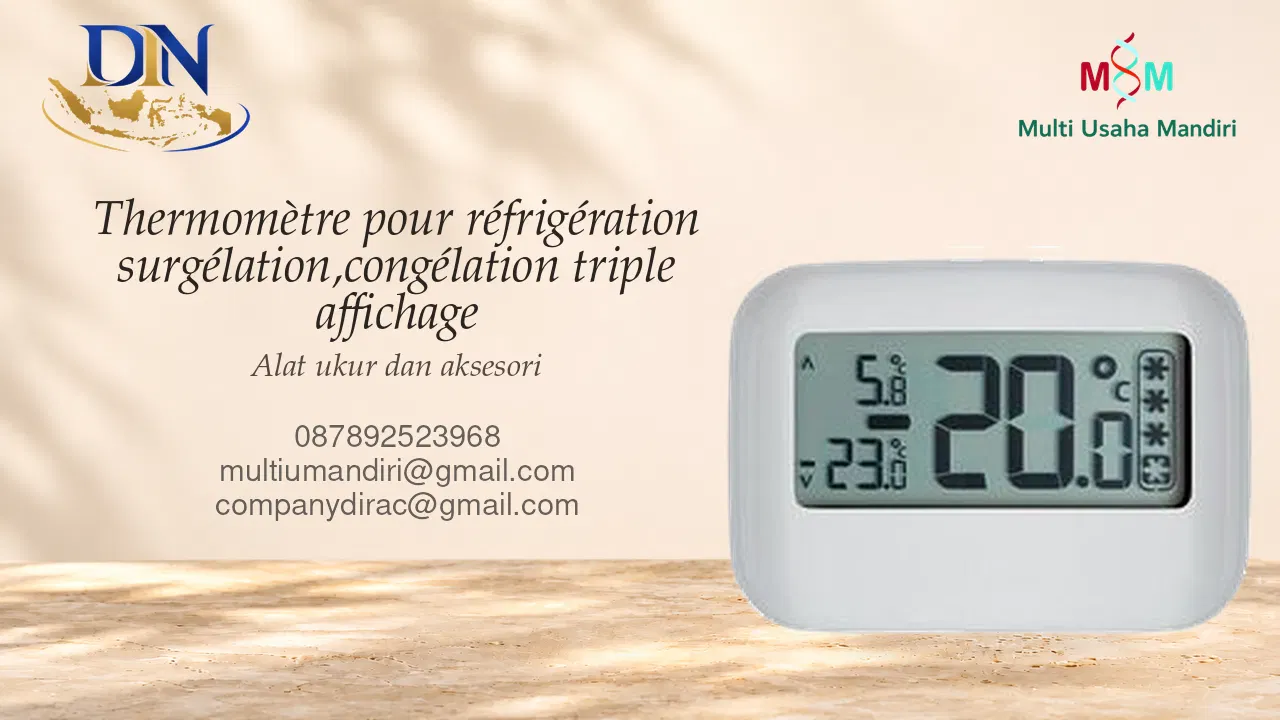 DIN
M M
Multi Usaha Mandiri
Thermomètre pour réfrigération
surgélation,congélation triple
affichage
Alat ukur dan aksesori
087892523968
multiumandiri@gmail.com
companydirac@gmail.com
5.8°C
20.0°C
23.0°C